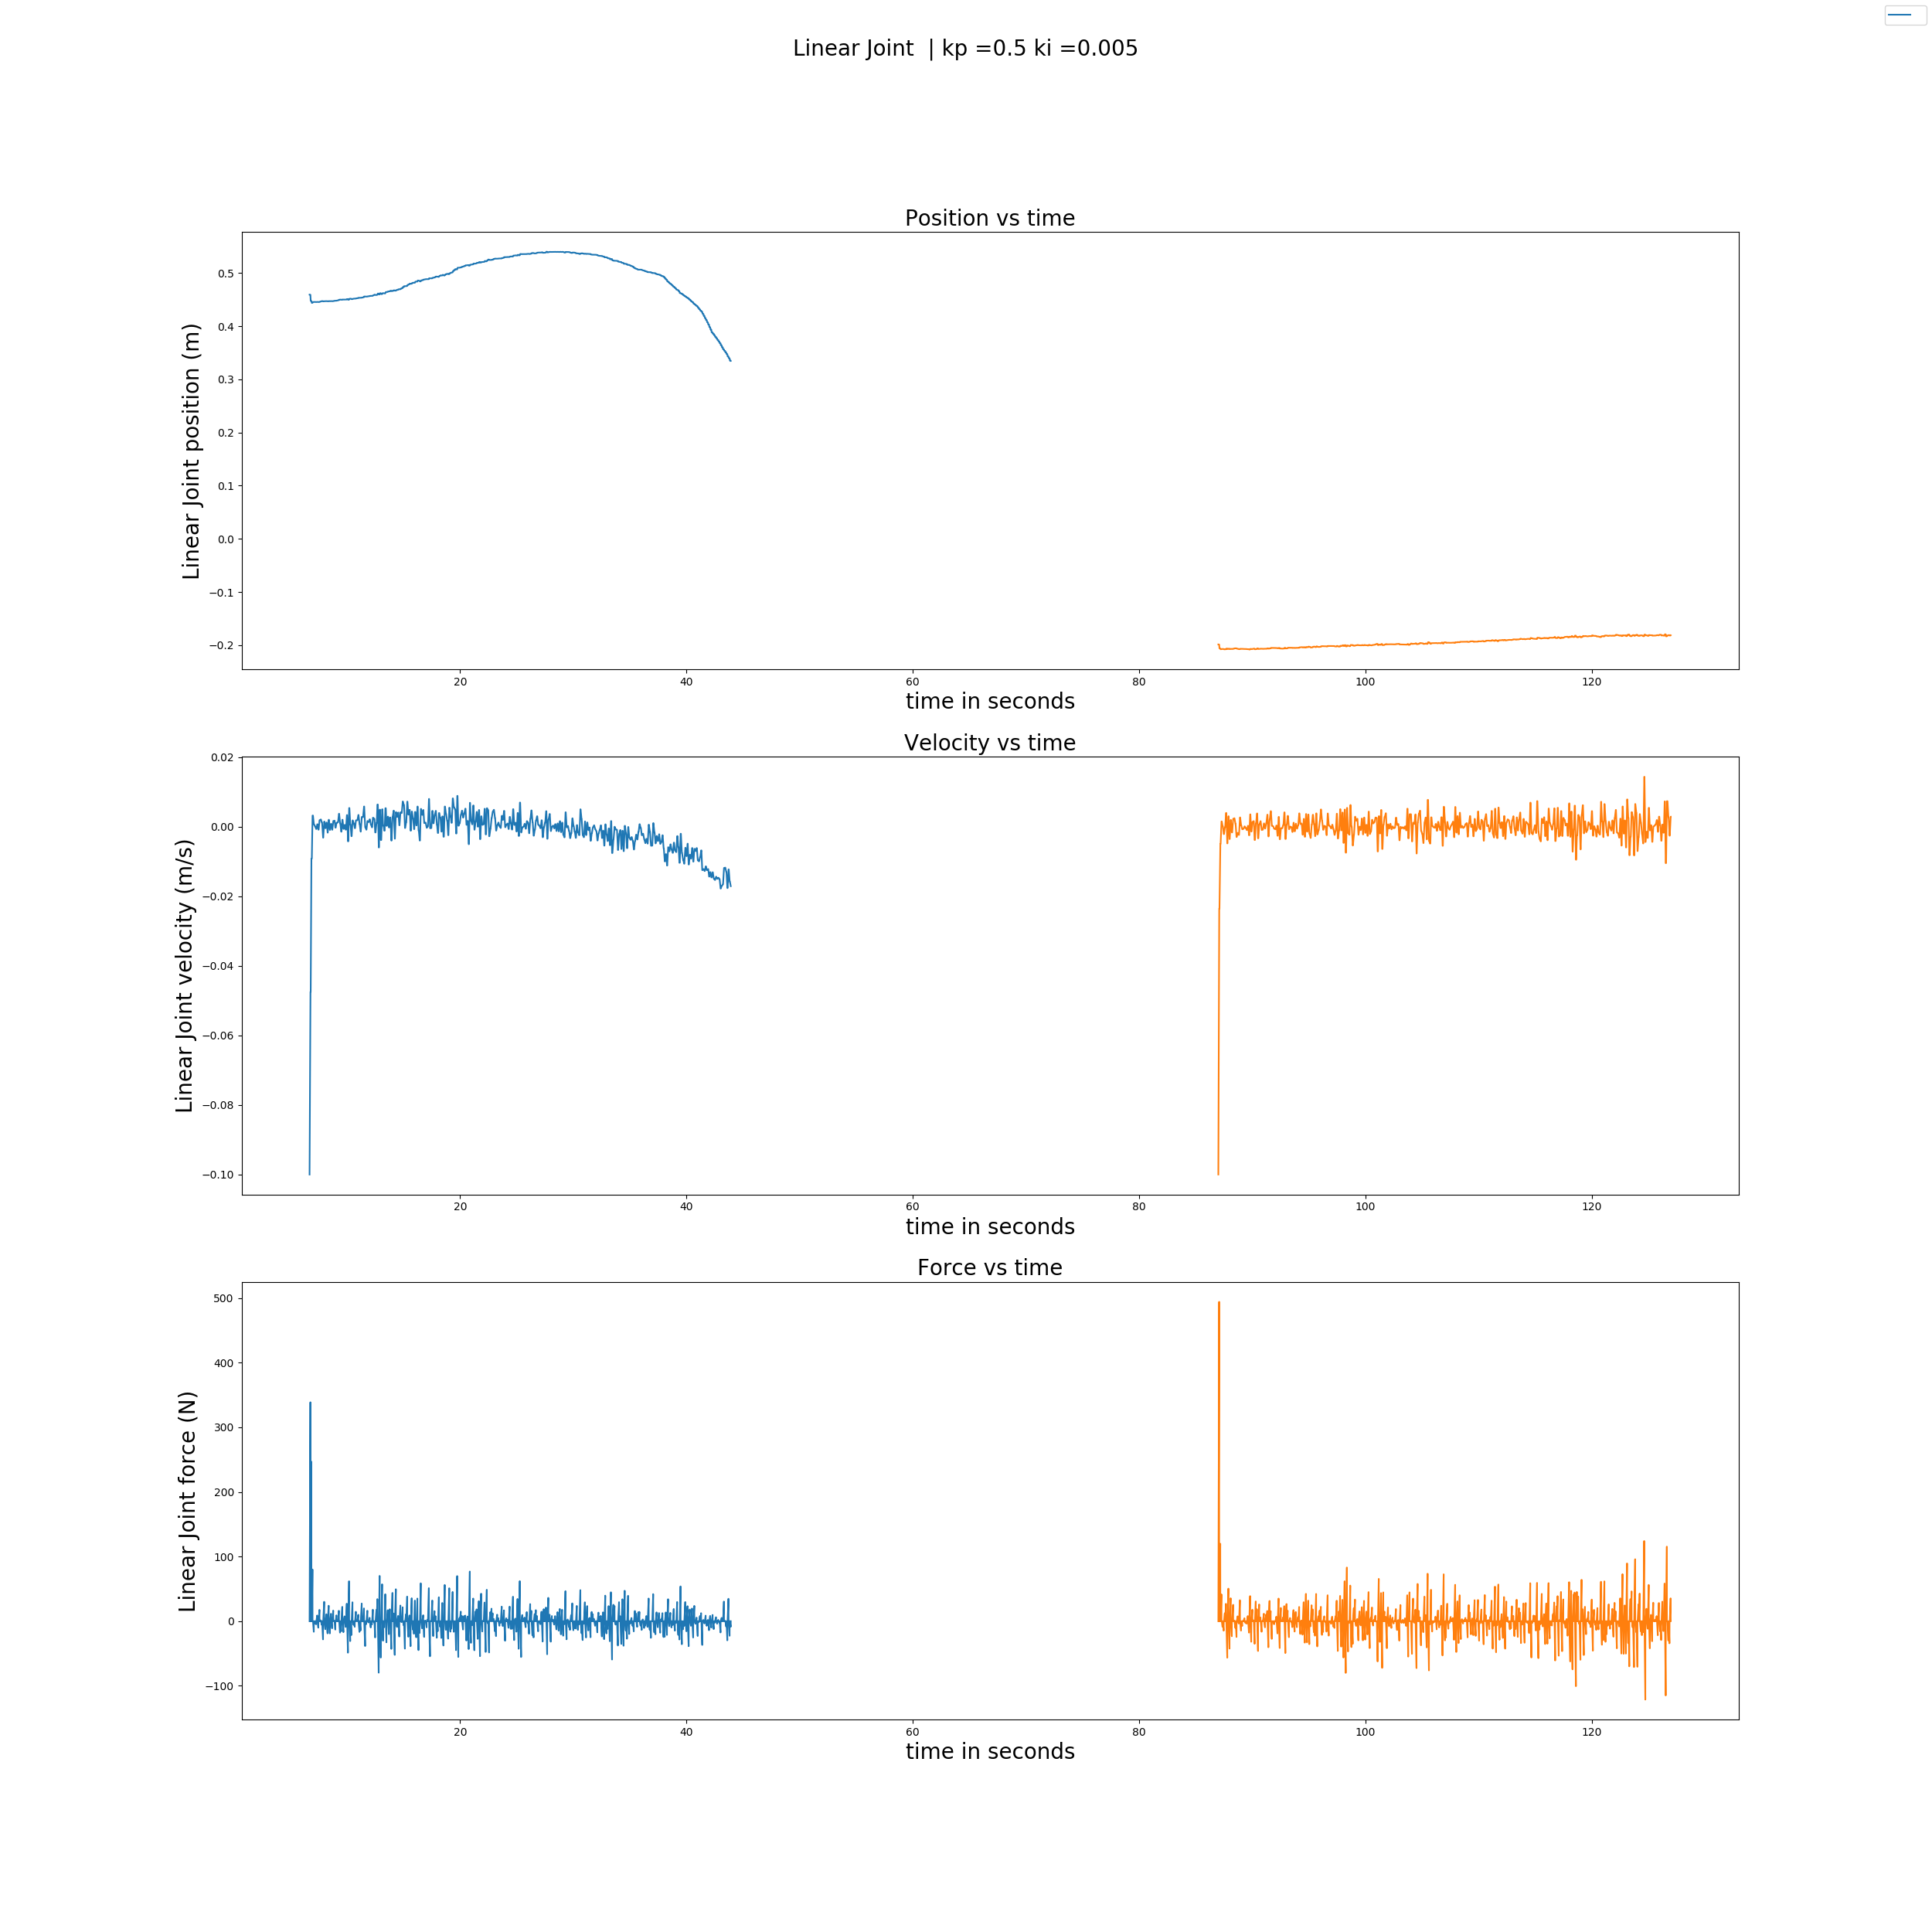 Linear Joint | kp =0.5 ki =0.005
Position vs time
Linear Joint position (m)
0.5
0.4
0.3
0.2
0.1
0.0
−0.1
−0.2
20 40 60 80 100 120
time in seconds
Velocity vs time
Linear Joint velocity (m/s)
0.02
0.00
−0.02
−0.04
−0.06
−0.08
−0.10
20 40 60 80 100 120
time in seconds
Force vs time
Linear Joint force (N)
500
400
300
200
100
0
−100
20 40 60 80 100 120
time in seconds